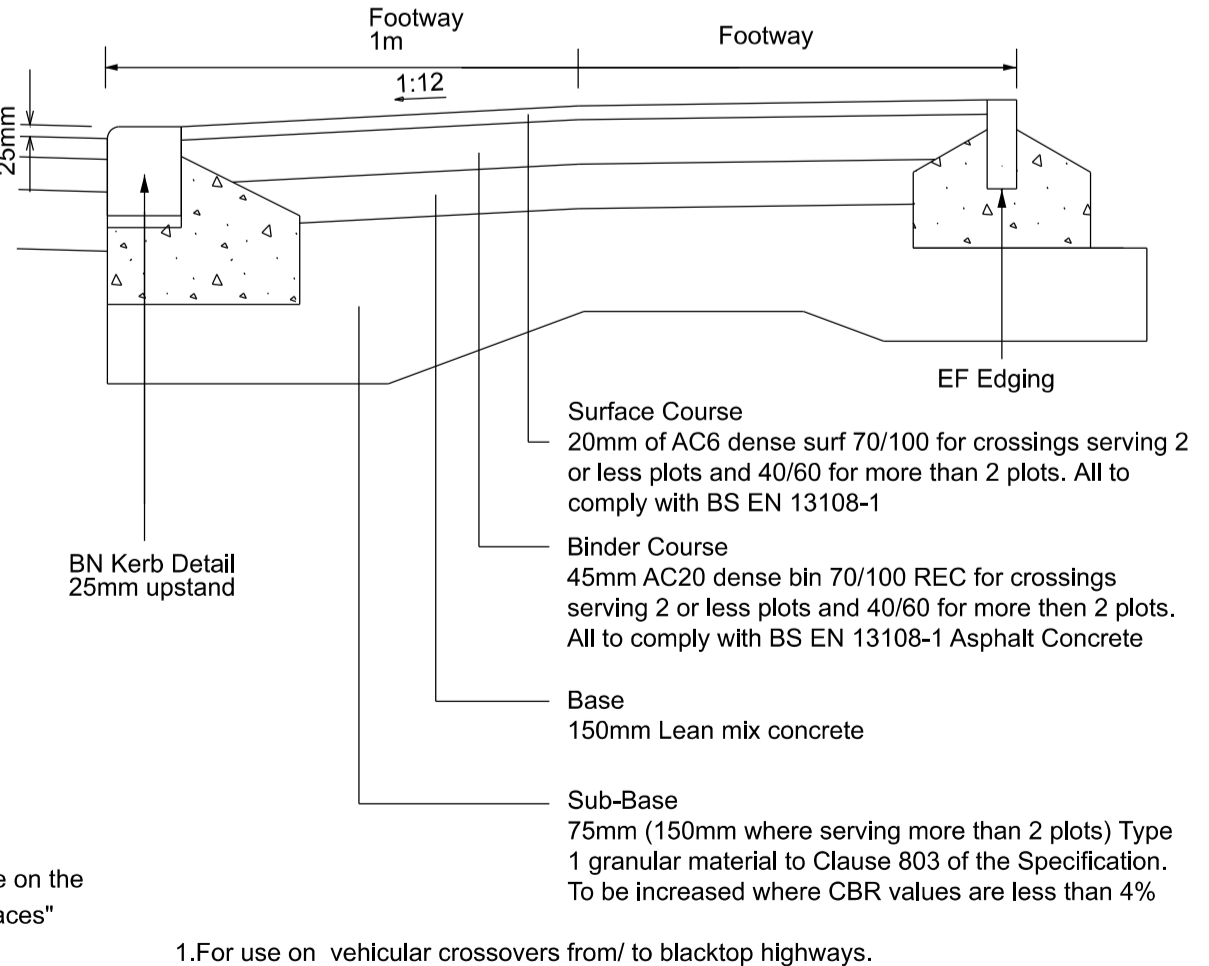 Footway
1m
Footway
1:12
25mm
EF Edging
Surface Course
20mm of AC6 dense surf 70/100 for crossings serving 2
or less plots and 40/60 for more than 2 plots. All to
comply with BS EN 13108-1
BN Kerb Detail
25mm upstand
Binder Course
45mm AC20 dense bin 70/100 REC for crossings
serving 2 or less plots and 40/60 for more then 2 plots.
All to comply with BS EN 13108-1 Asphalt Concrete
Base
150mm Lean mix concrete
Sub-Base
75mm (150mm where serving more than 2 plots) Type
1 granular material to Clause 803 of the Specification.
To be increased where CBR values are less than 4%
on the
1.For use on vehicular crossovers from/ to blacktop highways.